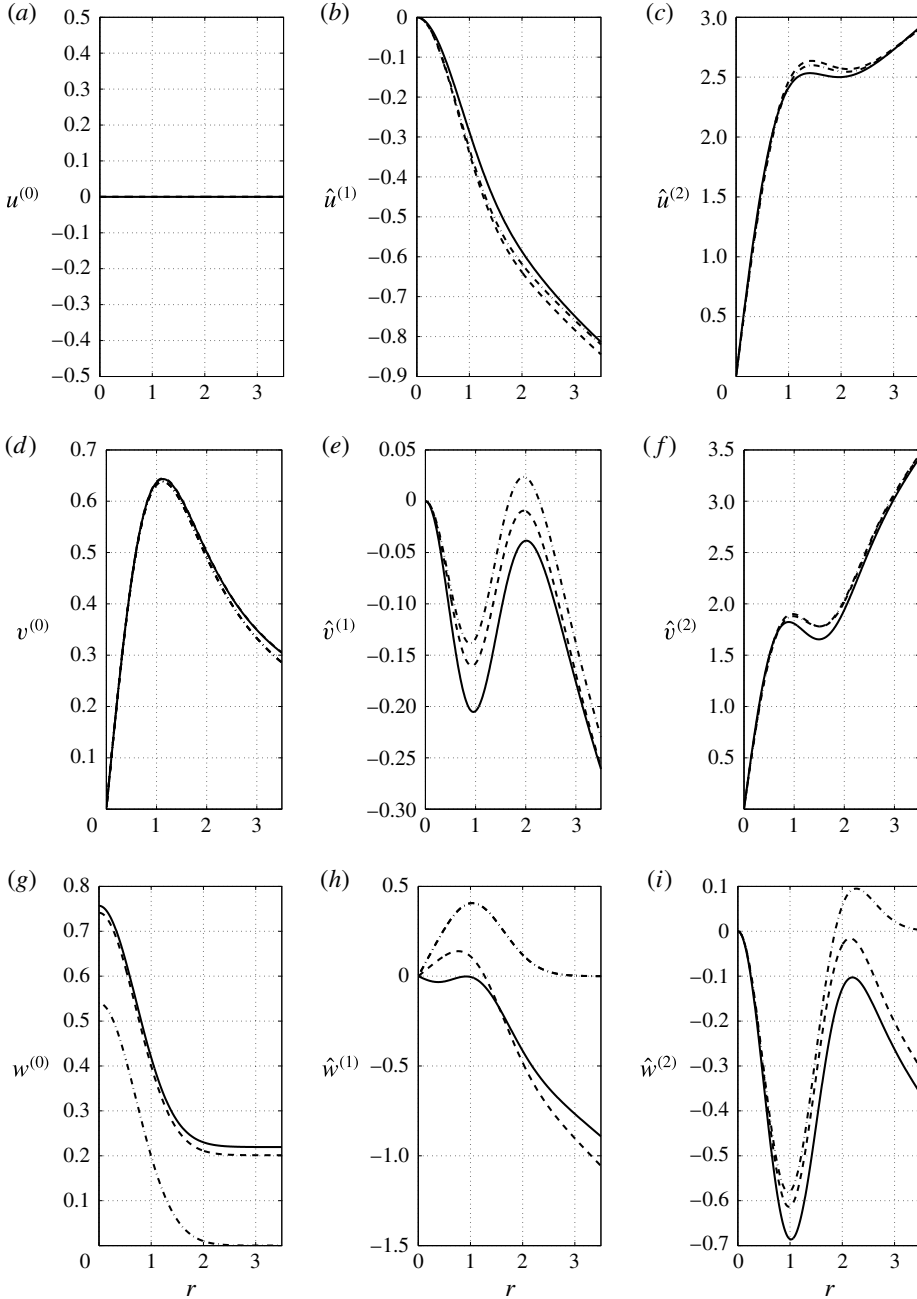 (a)
0.5
0.4
0.3
0.2
0.1
0
−0.1
−0.2
−0.3
−0.4
−0.5
u(0)
0 1 2 3
(b)
0
−0.1
−0.2
−0.3
−0.4
−0.5
−0.6
−0.7
−0.8
−0.9
û(1)
0 1 2 3
(c)
3.0
2.5
2.0
1.5
1.0
0.5
û(2)
0 1 2 3
(d)
0.7
0.6
0.5
0.4
0.3
0.2
0.1
v(0)
0 1 2 3
(e)
0.05
0
−0.05
−0.10
−0.15
−0.20
−0.25
−0.30
v̂(1)
0 1 2 3
(f)
3.5
3.0
2.5
2.0
1.5
1.0
0.5
v̂(2)
0 1 2 3
(g)
0.8
0.7
0.6
0.5
0.4
0.3
0.2
0.1
w(0)
0 1 2 3
r
(h)
0.5
0
−0.5
−1.0
−1.5
ŵ(1)
0 1 2 3
r
(i)
0.1
0
−0.1
−0.2
−0.3
−0.4
−0.5
−0.6
−0.7
ŵ(2)
0 1 2 3
r